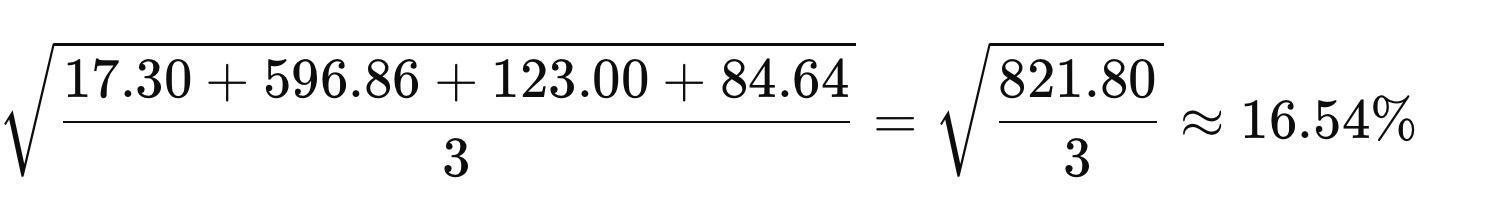 √((17.30 + 596.86 + 123.00 + 84.64) / 3) = √(821.80 / 3) ≈ 16.54%